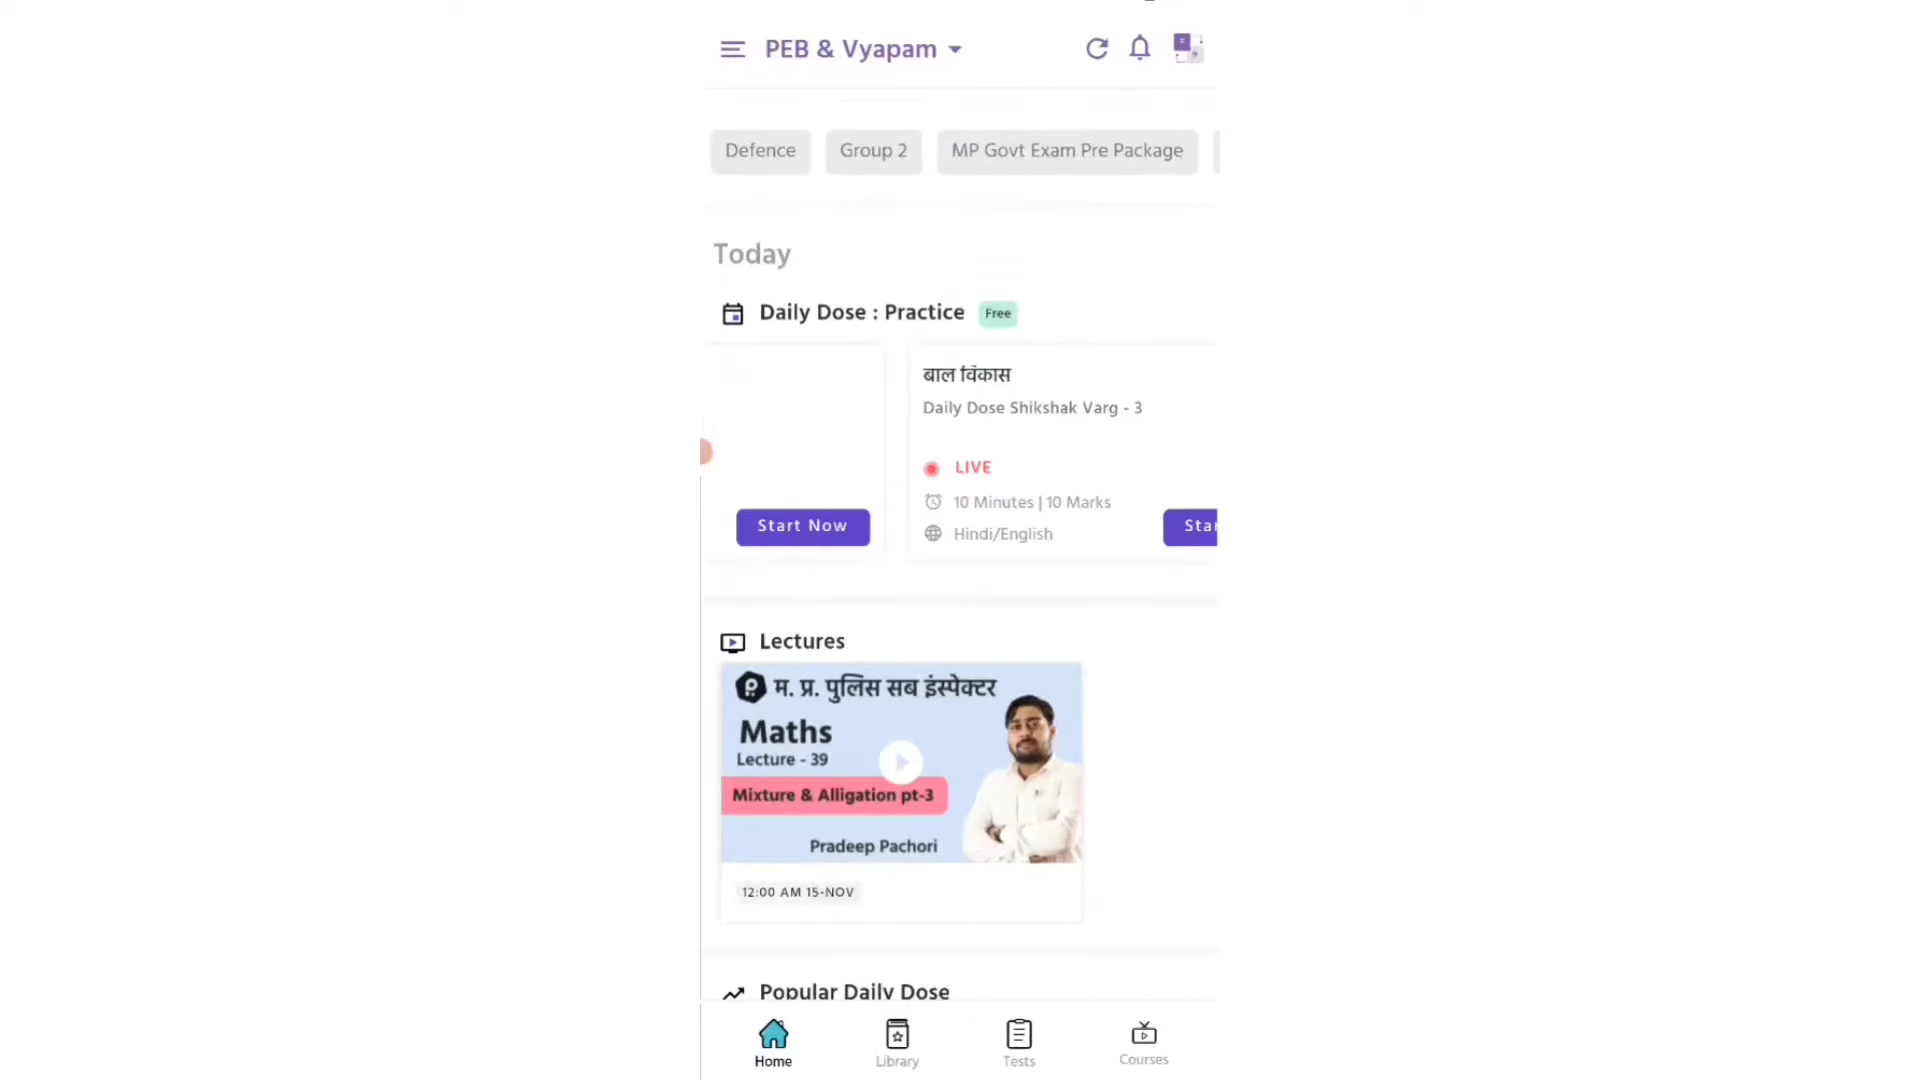 PEB & Vyapam
Defence
Group 2
MP Govt Exam Pre Package
Today
Daily Dose : Practice
Free
बाल विकास
Daily Dose Shikshak Varg - 3
LIVE
10 Minutes | 10 Marks
Hindi/English
Start Now
Star
Lectures
म. प्र. पुलिस सब इंस्पेक्टर
Maths
Lecture - 39
Mixture & Alligation pt-3
Pradeep Pachori
12:00 AM 15-NOV
Popular Daily Dose
Home
Library
Tests
Courses